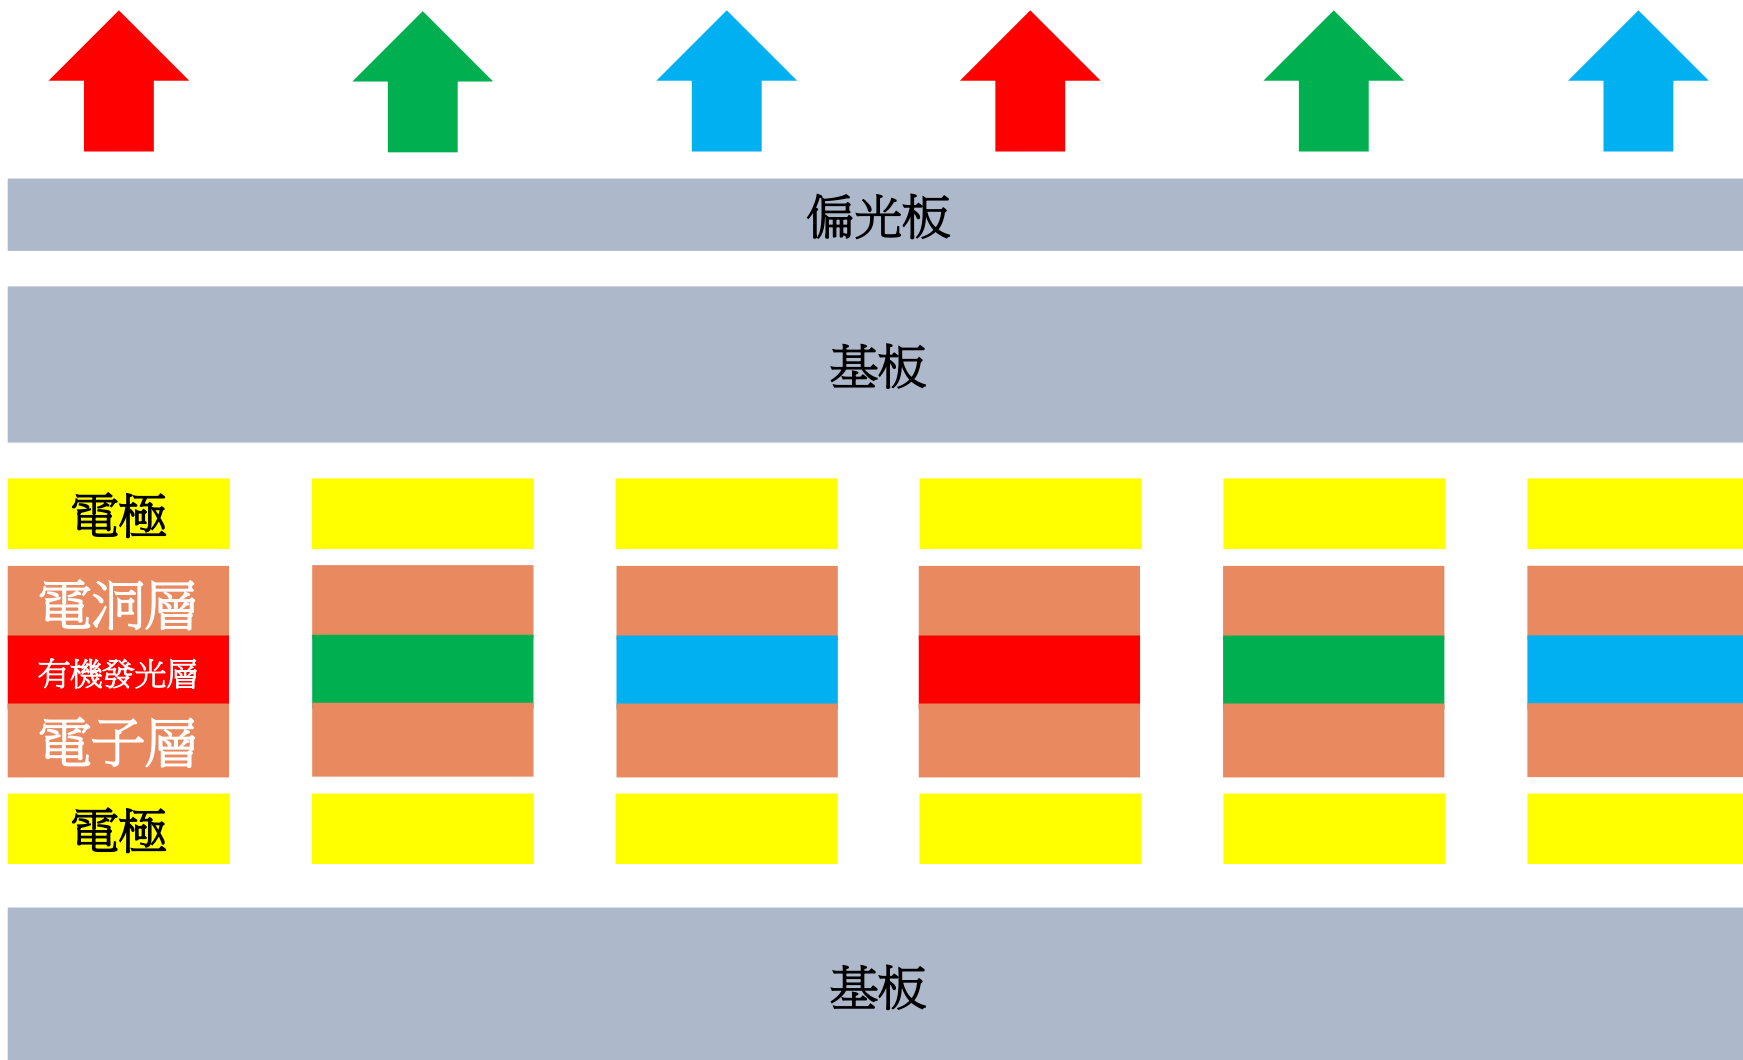 偏光板
基板
電極
電洞層
有機發光層
電子層
電極
基板